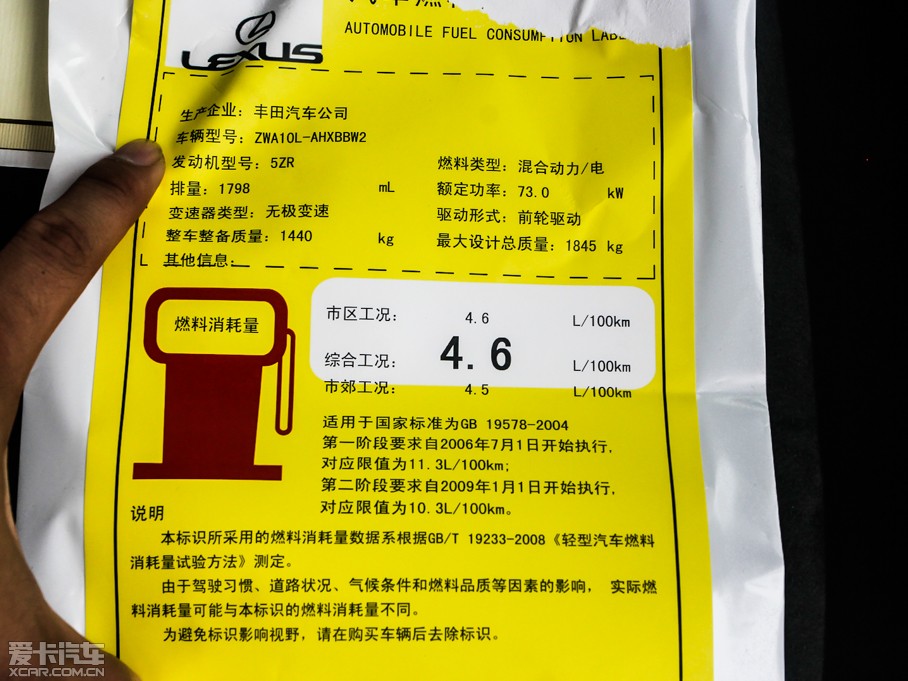 LEXUS
AUTOMOBILE FUEL CONSUMPTION LABEL
生产企业: 丰田汽车公司
车辆型号: ZWA10L-AHXBBW2
发动机型号: 5ZR 燃料类型: 混合动力/电
排量: 1798 mL 额定功率: 73.0 kW
变速器类型: 无极变速 驱动形式: 前轮驱动
整车整备质量: 1440 kg 最大设计总质量: 1845 kg
其他信息:
燃料消耗量
市区工况: 4.6 L/100km
综合工况: 4.6 L/100km
市郊工况: 4.5 L/100km
适用于国家标准为GB 19578-2004
第一阶段要求自2006年7月1日开始执行,
对应限值为11.3L/100km;
第二阶段要求自2009年1月1日开始执行,
对应限值为10.3L/100km。
说明
本标识所采用的燃料消耗量数据系根据GB/T 19233-2008《轻型汽车燃料
消耗量试验方法》测定。
由于驾驶习惯、道路状况、气候条件和燃料品质等因素的影响, 实际燃
料消耗量可能与本标识的燃料消耗量不同。
为避免标识影响视野, 请在购买车辆后去除标识。
爱卡汽车
XCAR.COM.CN